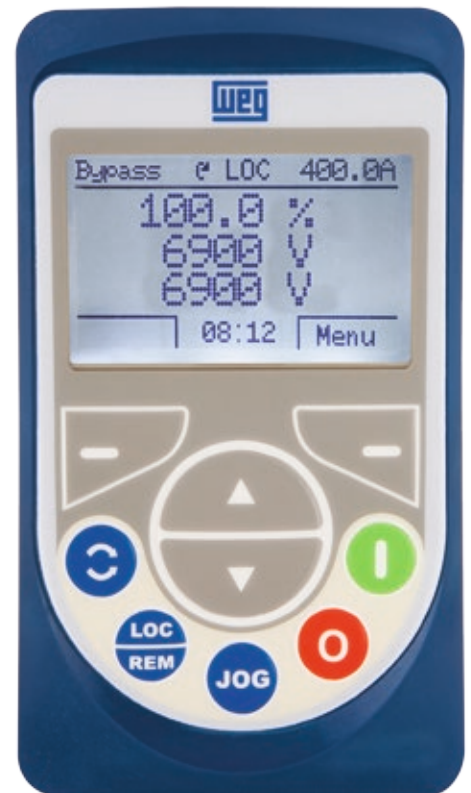 WEG
Bypass LOC 400.0A
100.0 %
6900 V
6900 V
08:12 Menu
LOC
REM
JOG